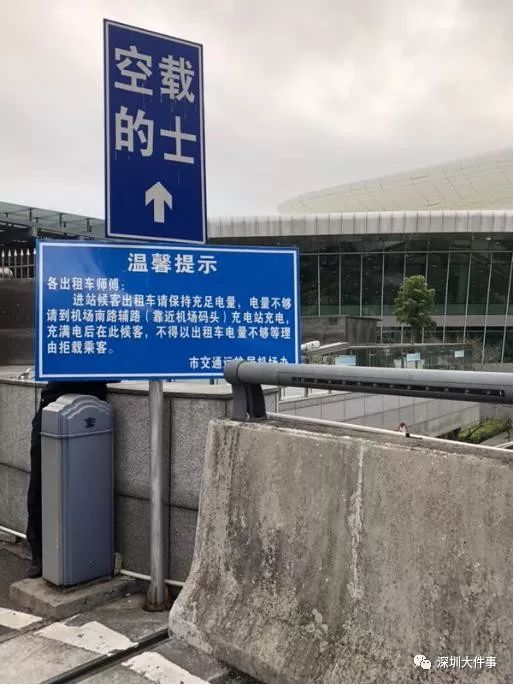 空载
的士
温馨提示
各出租车师傅:
进站候客出租车请保持充足电量,电量不够
请到机场南路辅路(靠近机场码头)充电站充电,
充满电后在此候客,不得以出租车电量不够等理
由拒载乘客。
市交通运输局机场办
深圳大件事